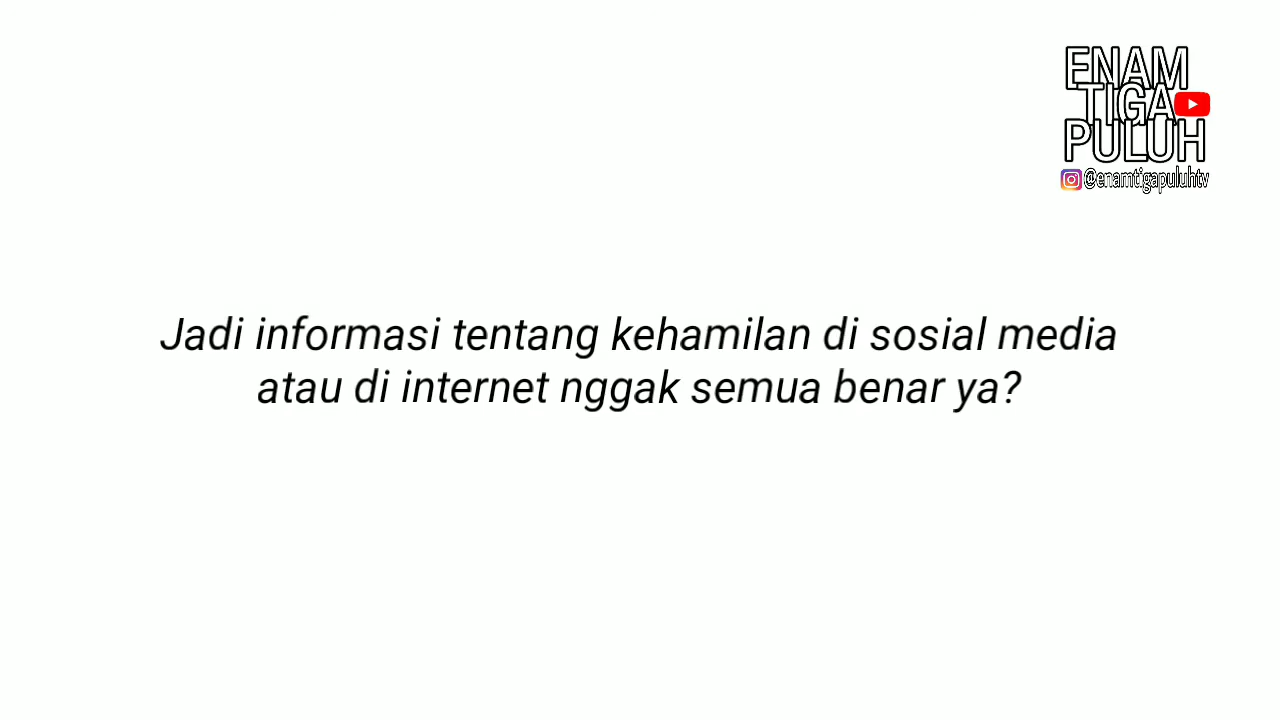 ENAM
TIGA
PULUH
@enamtigapuluhtv
Jadi informasi tentang kehamilan di sosial media
atau di internet nggak semua benar ya?